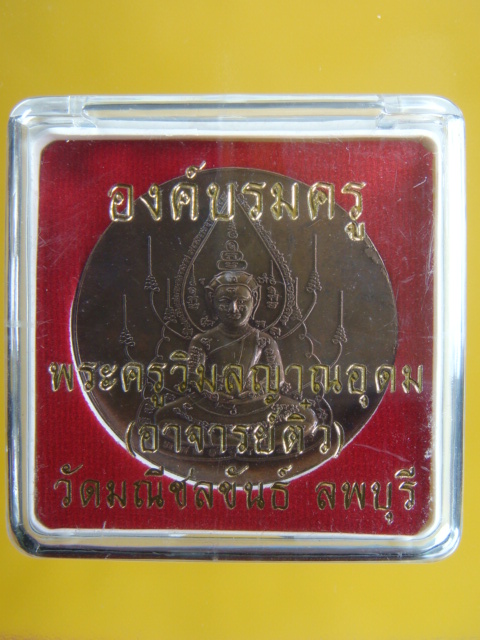 องค์บรมครู
พระครูวิมลญาณอุดม
(อาจารย์ติ๋ว)
วัดมณีชลขันธ์ ลพบุรี